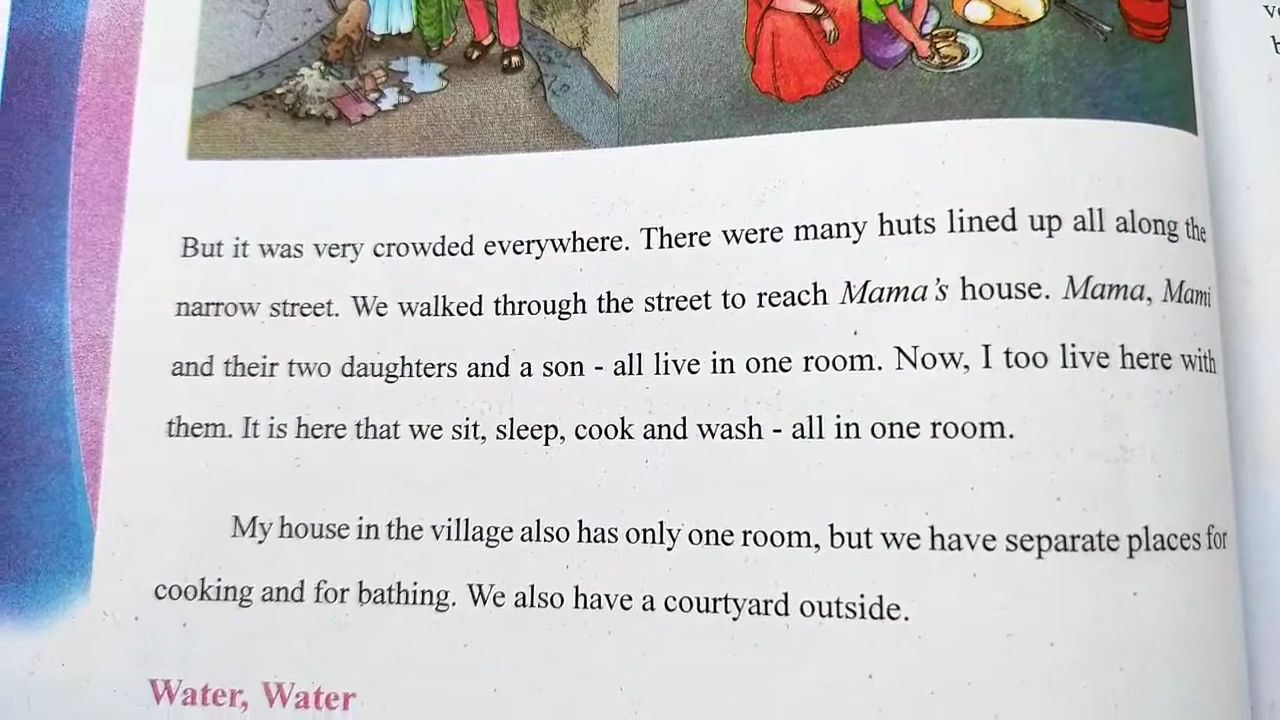 But it was very crowded everywhere. There were many huts lined up all along the
narrow street. We walked through the street to reach Mama's house. Mama, Mami
and their two daughters and a son - all live in one room. Now, I too live here with
them. It is here that we sit, sleep, cook and wash - all in one room.
My house in the village also has only one room, but we have separate places for
cooking and for bathing. We also have a courtyard outside.
Water, Water